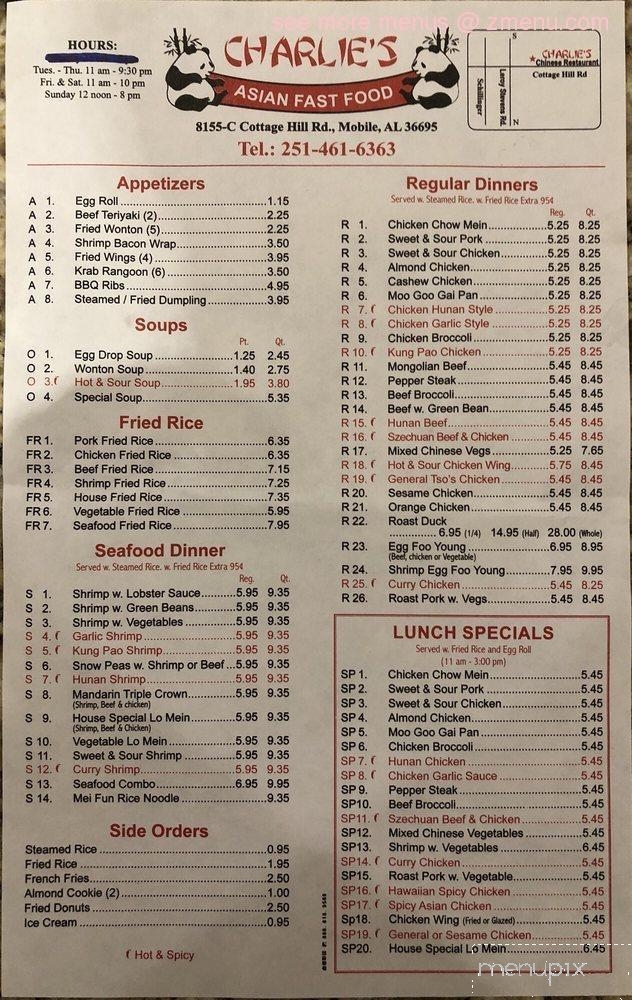 see more menus @ zmenu.com
HOURS:
Tues. - Thu. 11 am - 9:30 pm
Fri. & Sat. 11 am - 10 pm
Sunday 12 noon - 8 pm
CHARLIE'S
ASIAN FAST FOOD
8155-C Cottage Hill Rd., Mobile, AL 36695
Tel.: 251-461-6363
S
CHARLIE'S
Chinese Restaurant
Cottage Hill Rd
Schillinger
Leroy Stevens Rd.
N
Appetizers
A 1. Egg Roll 1.15
A 2. Beef Teriyaki (2) 2.25
A 3. Fried Wonton (5) 2.25
A 4. Shrimp Bacon Wrap 3.50
A 5. Fried Wings (4) 3.95
A 6. Krab Rangoon (6) 3.50
A 7. BBQ Ribs 4.95
A 8. Steamed / Fried Dumpling 3.95
Soups
Pt. Qt.
O 1. Egg Drop Soup 1.25 2.45
O 2. Wonton Soup 1.40 2.75
O 3. Hot & Sour Soup 1.95 3.80
O 4. Special Soup 5.35
Fried Rice
FR 1. Pork Fried Rice 6.35
FR 2. Chicken Fried Rice 6.35
FR 3. Beef Fried Rice 7.15
FR 4. Shrimp Fried Rice 7.25
FR 5. House Fried Rice 7.35
FR 6. Vegetable Fried Rice 5.95
FR 7. Seafood Fried Rice 7.95
Seafood Dinner
Served w. Steamed Rice. w. Fried Rice Extra 95¢
Reg. Qt.
S 1. Shrimp w. Lobster Sauce 5.95 9.35
S 2. Shrimp w. Green Beans 5.95 9.35
S 3. Shrimp w. Vegetables 5.95 9.35
S 4. Garlic Shrimp 5.95 9.35
S 5. Kung Pao Shrimp 5.95 9.35
S 6. Snow Peas w. Shrimp or Beef 5.95 9.35
S 7. Hunan Shrimp 5.95 9.35
S 8. Mandarin Triple Crown 5.95 9.35
(Shrimp, Beef & chicken)
S 9. House Special Lo Mein 5.95 9.35
(Shrimp, Beef & Chicken)
S 10. Vegetable Lo Mein 5.95 9.35
S 11. Sweet & Sour Shrimp 5.95 9.35
S 12. Curry Shrimp 5.95 9.35
S 13. Seafood Combo 6.95 9.95
S 14. Mei Fun Rice Noodle 9.35
Side Orders
Steamed Rice 0.95
Fried Rice 1.95
French Fries 2.50
Almond Cookie (2) 1.00
Fried Donuts 2.50
Ice Cream 0.95
Hot & Spicy
Regular Dinners
Served w. Steamed Rice. w. Fried Rice Extra 95¢
Reg. Qt.
R 1. Chicken Chow Mein 5.25 8.25
R 2. Sweet & Sour Pork 5.25 8.25
R 3. Sweet & Sour Chicken 5.25 8.25
R 4. Almond Chicken 5.25 8.25
R 5. Cashew Chicken 5.25 8.25
R 6. Moo Goo Gai Pan 5.25 8.25
R 7. Chicken Hunan Style 5.25 8.25
R 8. Chicken Garlic Style 5.25 8.25
R 9. Chicken Broccoli 5.25 8.25
R 10. Kung Pao Chicken 5.25 8.25
R 11. Mongolian Beef 5.45 8.45
R 12. Pepper Steak 5.45 8.45
R 13. Beef Broccoli 5.45 8.45
R 14. Beef w. Green Bean 5.45 8.45
R 15. Hunan Beef 5.45 8.45
R 16. Szechuan Beef & Chicken 5.45 8.45
R 17. Mixed Chinese Vegs 5.25 7.65
R 18. Hot & Sour Chicken Wing 5.75 8.45
R 19. General Tso's Chicken 5.45 8.45
R 20. Sesame Chicken 5.45 8.45
R 21. Orange Chicken 5.45 8.45
R 22. Roast Duck
6.95 (1/4) 14.95 (Half) 28.00 (Whole)
R 23. Egg Foo Young 6.95 8.95
(Beef, chicken or Vegetable)
R 24. Shrimp Egg Foo Young 7.95 9.95
R 25. Curry Chicken 5.45 8.25
R 26. Roast Pork w. Vegs 5.45 8.45
LUNCH SPECIALS
Served w. Fried Rice and Egg Roll
(11 am - 3:00 pm)
SP 1. Chicken Chow Mein 5.45
SP 2. Sweet & Sour Pork 5.45
SP 3. Sweet & Sour Chicken 5.45
SP 4. Almond Chicken 5.45
SP 5. Moo Goo Gai Pan 5.45
SP 6. Chicken Broccoli 5.45
SP 7. Hunan Chicken 5.45
SP 8. Chicken Garlic Sauce 5.45
SP 9. Pepper Steak 5.45
SP10. Beef Broccoli 5.45
SP11. Szechuan Beef & Chicken 5.45
SP12. Mixed Chinese Vegetables 5.45
SP13. Shrimp w. Vegetables 6.45
SP14. Curry Chicken 5.45
SP15. Roast Pork w. Vegetable 5.45
SP16. Hawaiian Spicy Chicken 5.45
SP17. Spicy Asian Chicken 5.45
Sp18. Chicken Wing (Fried or Glazed) 5.45
SP19. General or Sesame Chicken 5.45
SP20. House Special Lo Mein 6.45
menupix